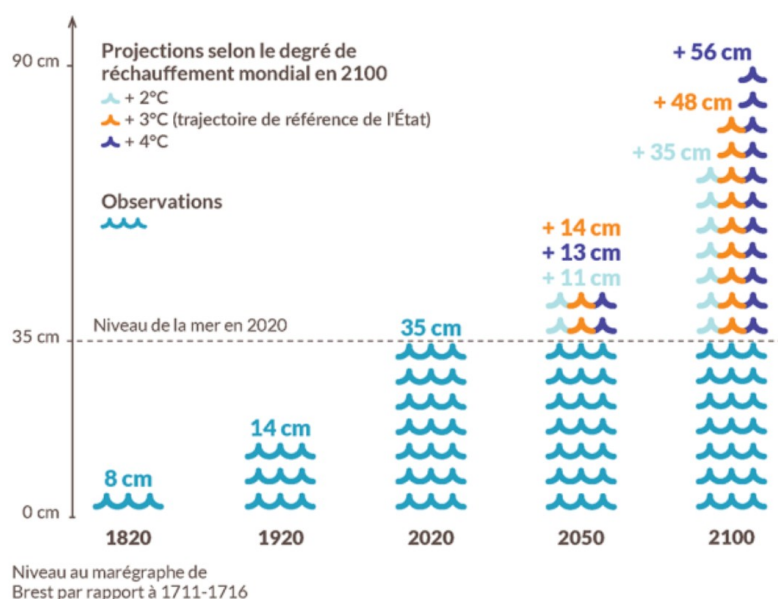 90 cm
Projections selon le degré de
réchauffement mondial en 2100
+ 2°C
+ 3°C (trajectoire de référence de l'État)
+ 4°C
Observations
+ 56 cm
+ 48 cm
+ 35 cm
+ 14 cm
+ 13 cm
+ 11 cm
Niveau de la mer en 2020
35 cm
35 cm
14 cm
8 cm
0 cm
1820 1920 2020 2050 2100
Niveau au marégraphe de
Brest par rapport à 1711-1716